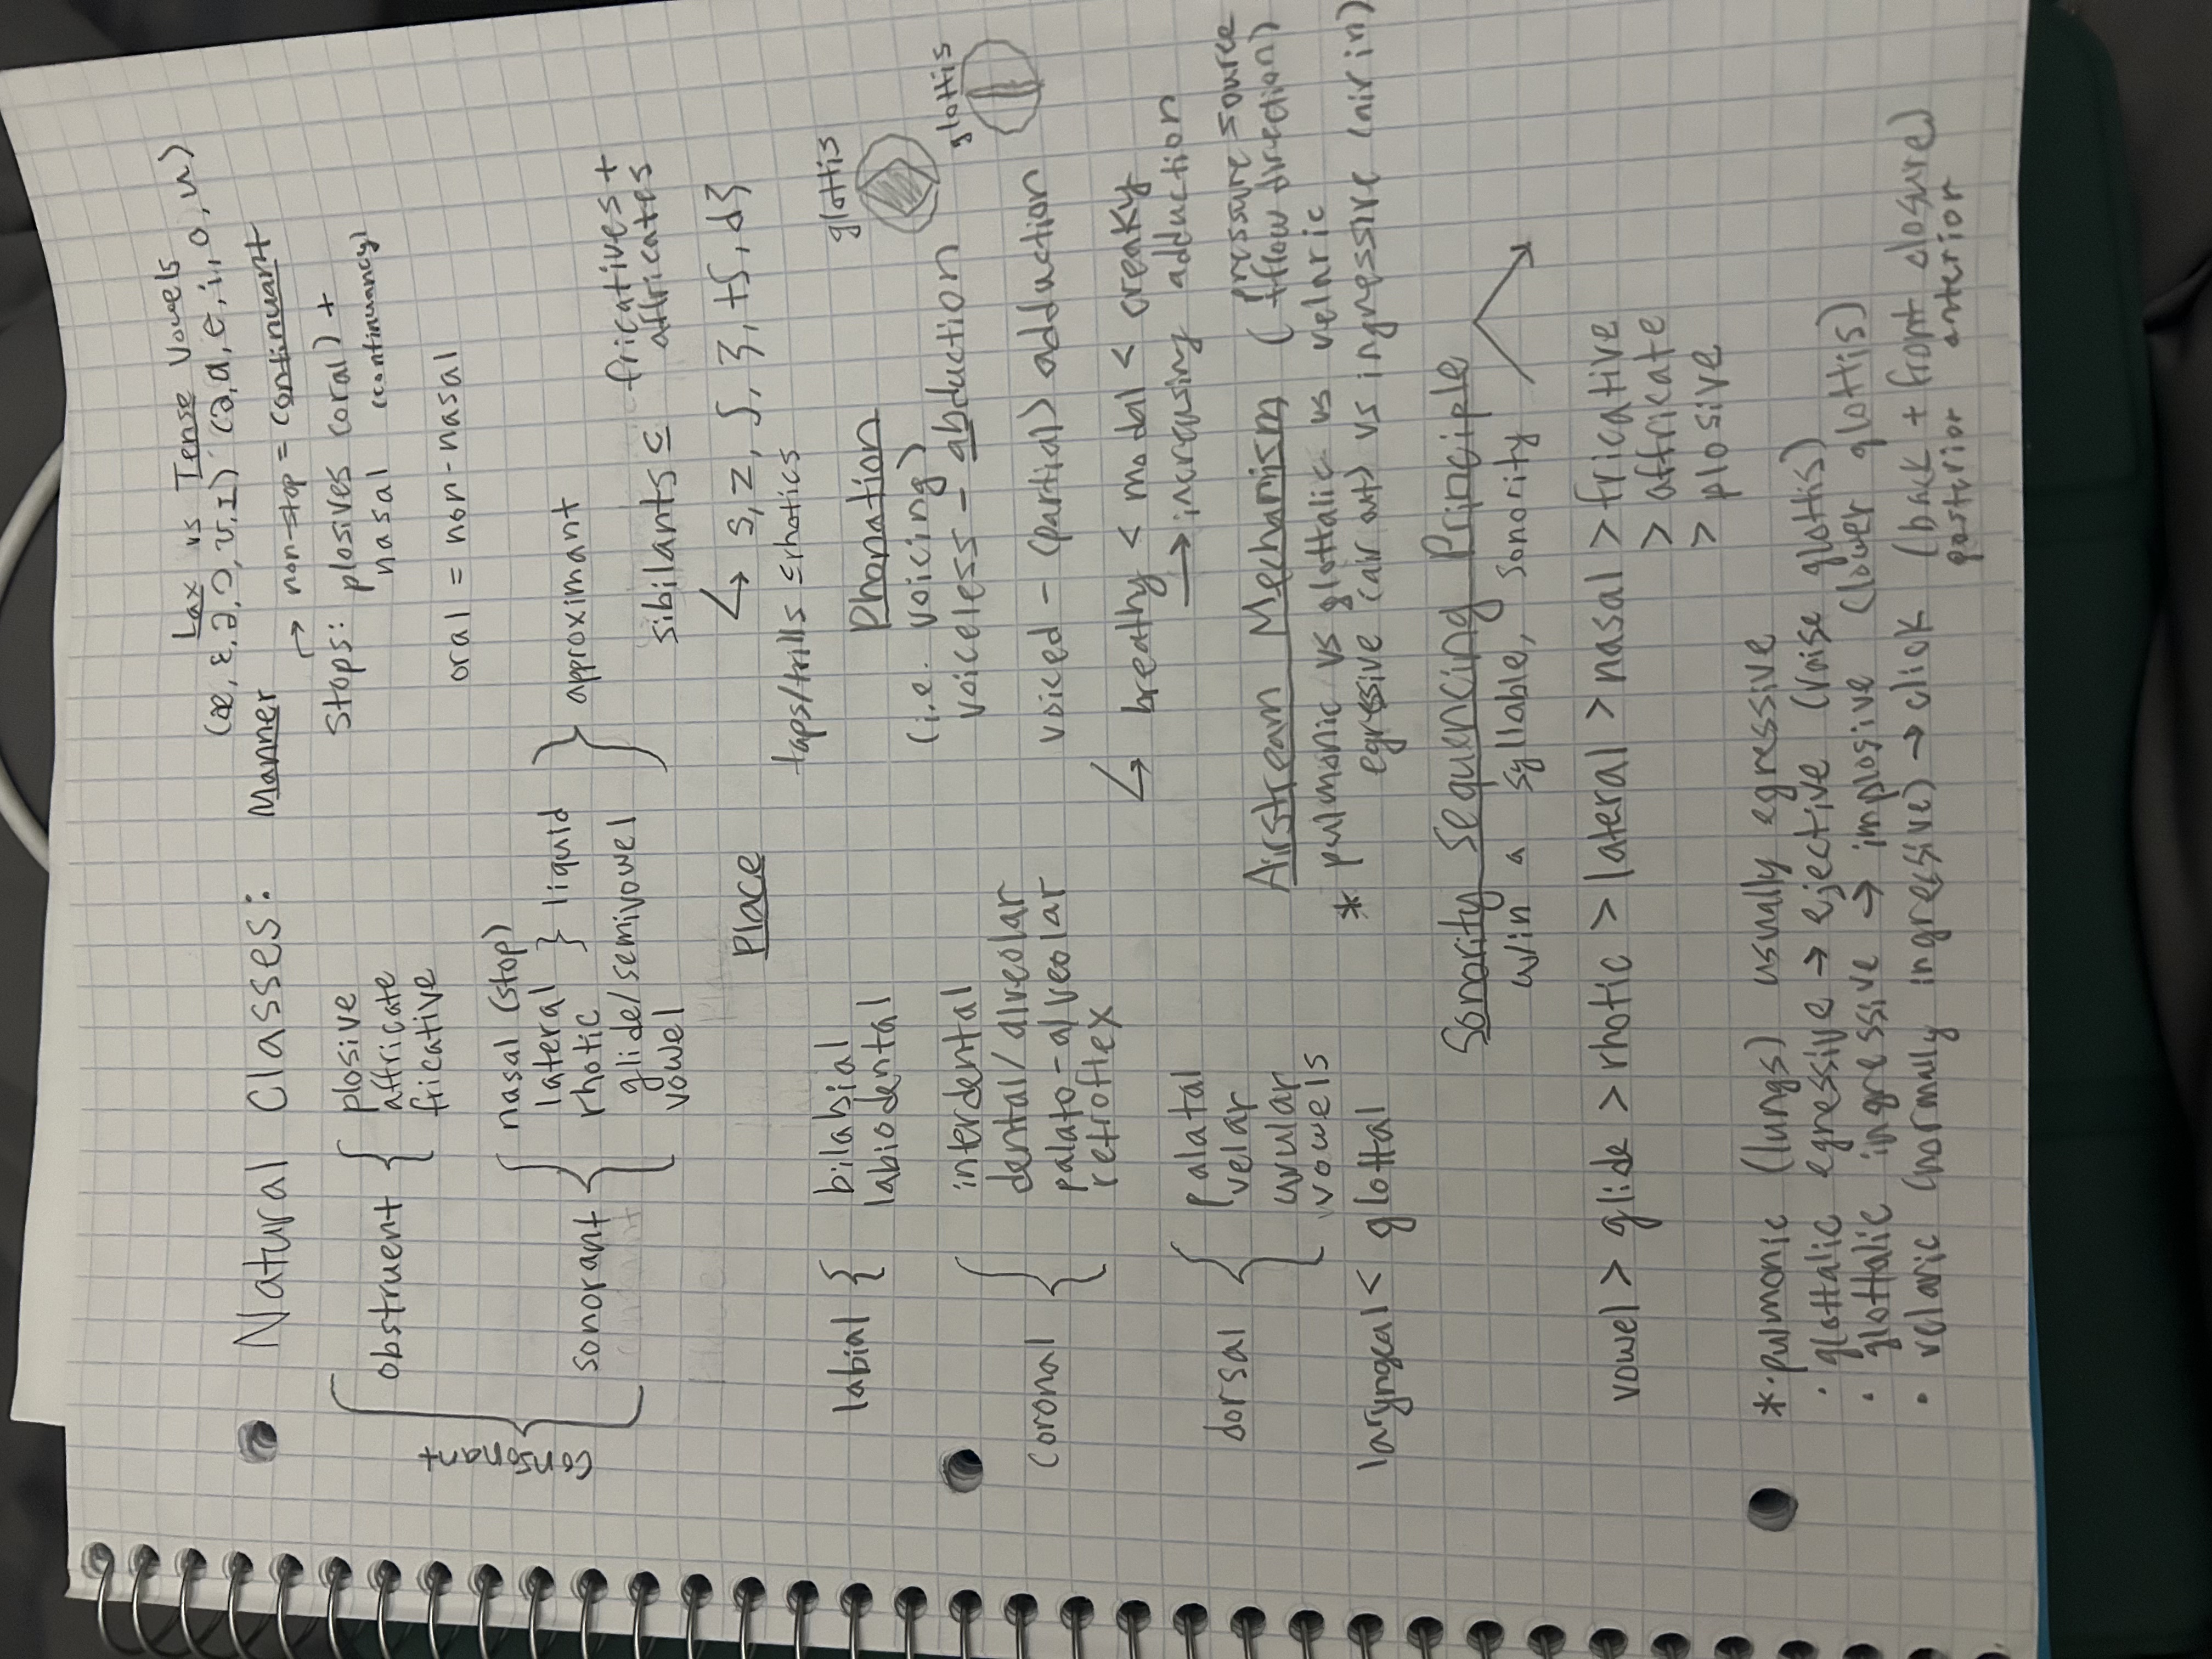 Lax vs Tense Vowels
(æ, ɛ, ə, ɔ, ʊ, ɪ) (ə, ɑ, e, i, o, u)
Natural Classes: Manner
→ non-stop = continuant
Stops: plosives (oral) +
nasal (continuancy)
oral = non-nasal
consonant
obstruent { plosive
affricate
fricative
sonorant { nasal (stop)
lateral } liquid
rhotic
glide/semivowel
vowel
} approximant
sibilants ⊆ fricatives +
affricates
↳ s, z, ʃ, ʒ, tʃ, dʒ
taps/trills ⊆ rhotics
Place
labial { bilabial
labiodental
coronal { interdental
dental/alveolar
palato-alveolar
retroflex
dorsal { palatal
velar
uvular
vowels
laryngeal < glottal
Phonation
(i.e. voicing)
glottis
voiceless - abduction
glottis
voiced - (partial) adduction
↳ breathy < modal < creaky
→ increasing adduction
Airstream Mechanism (pressure source
+ flow direction)
* pulmonic vs glottalic vs velaric
egressive (air out) vs ingressive (air in)
Sonority Sequencing Principle
w/in a syllable, sonority
vowel > glide > rhotic > lateral > nasal > fricative
> affricate
> plosive
* · pulmonic (lungs) usually egressive
· glottalic egressive → ejective (raise glottis)
· glottalic ingressive → implosive (lower glottis)
· velaric (normally ingressive) → click (back + front closure)
posterior anterior